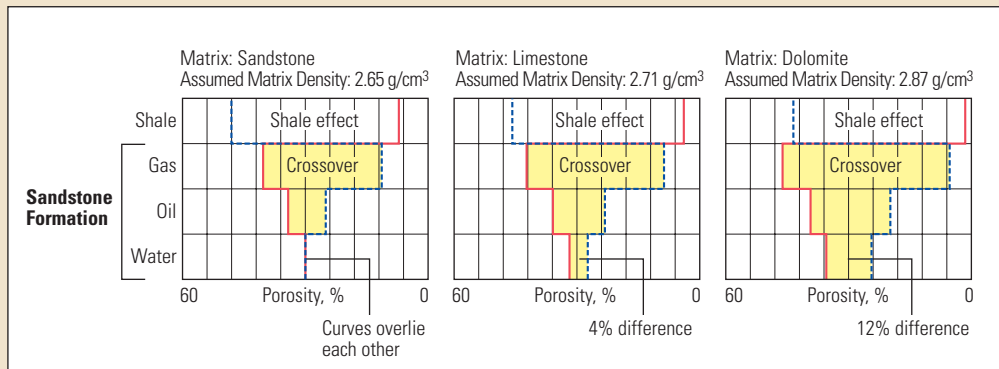 Matrix: Sandstone
Assumed Matrix Density: 2.65 g/cm³
Matrix: Limestone
Assumed Matrix Density: 2.71 g/cm³
Matrix: Dolomite
Assumed Matrix Density: 2.87 g/cm³
Sandstone
Formation
Shale
Gas
Oil
Water
Shale effect
Crossover
60 Porosity, % 0
Curves overlie
each other
Shale effect
Crossover
60 Porosity, % 0
4% difference
Shale effect
Crossover
60 Porosity, % 0
12% difference